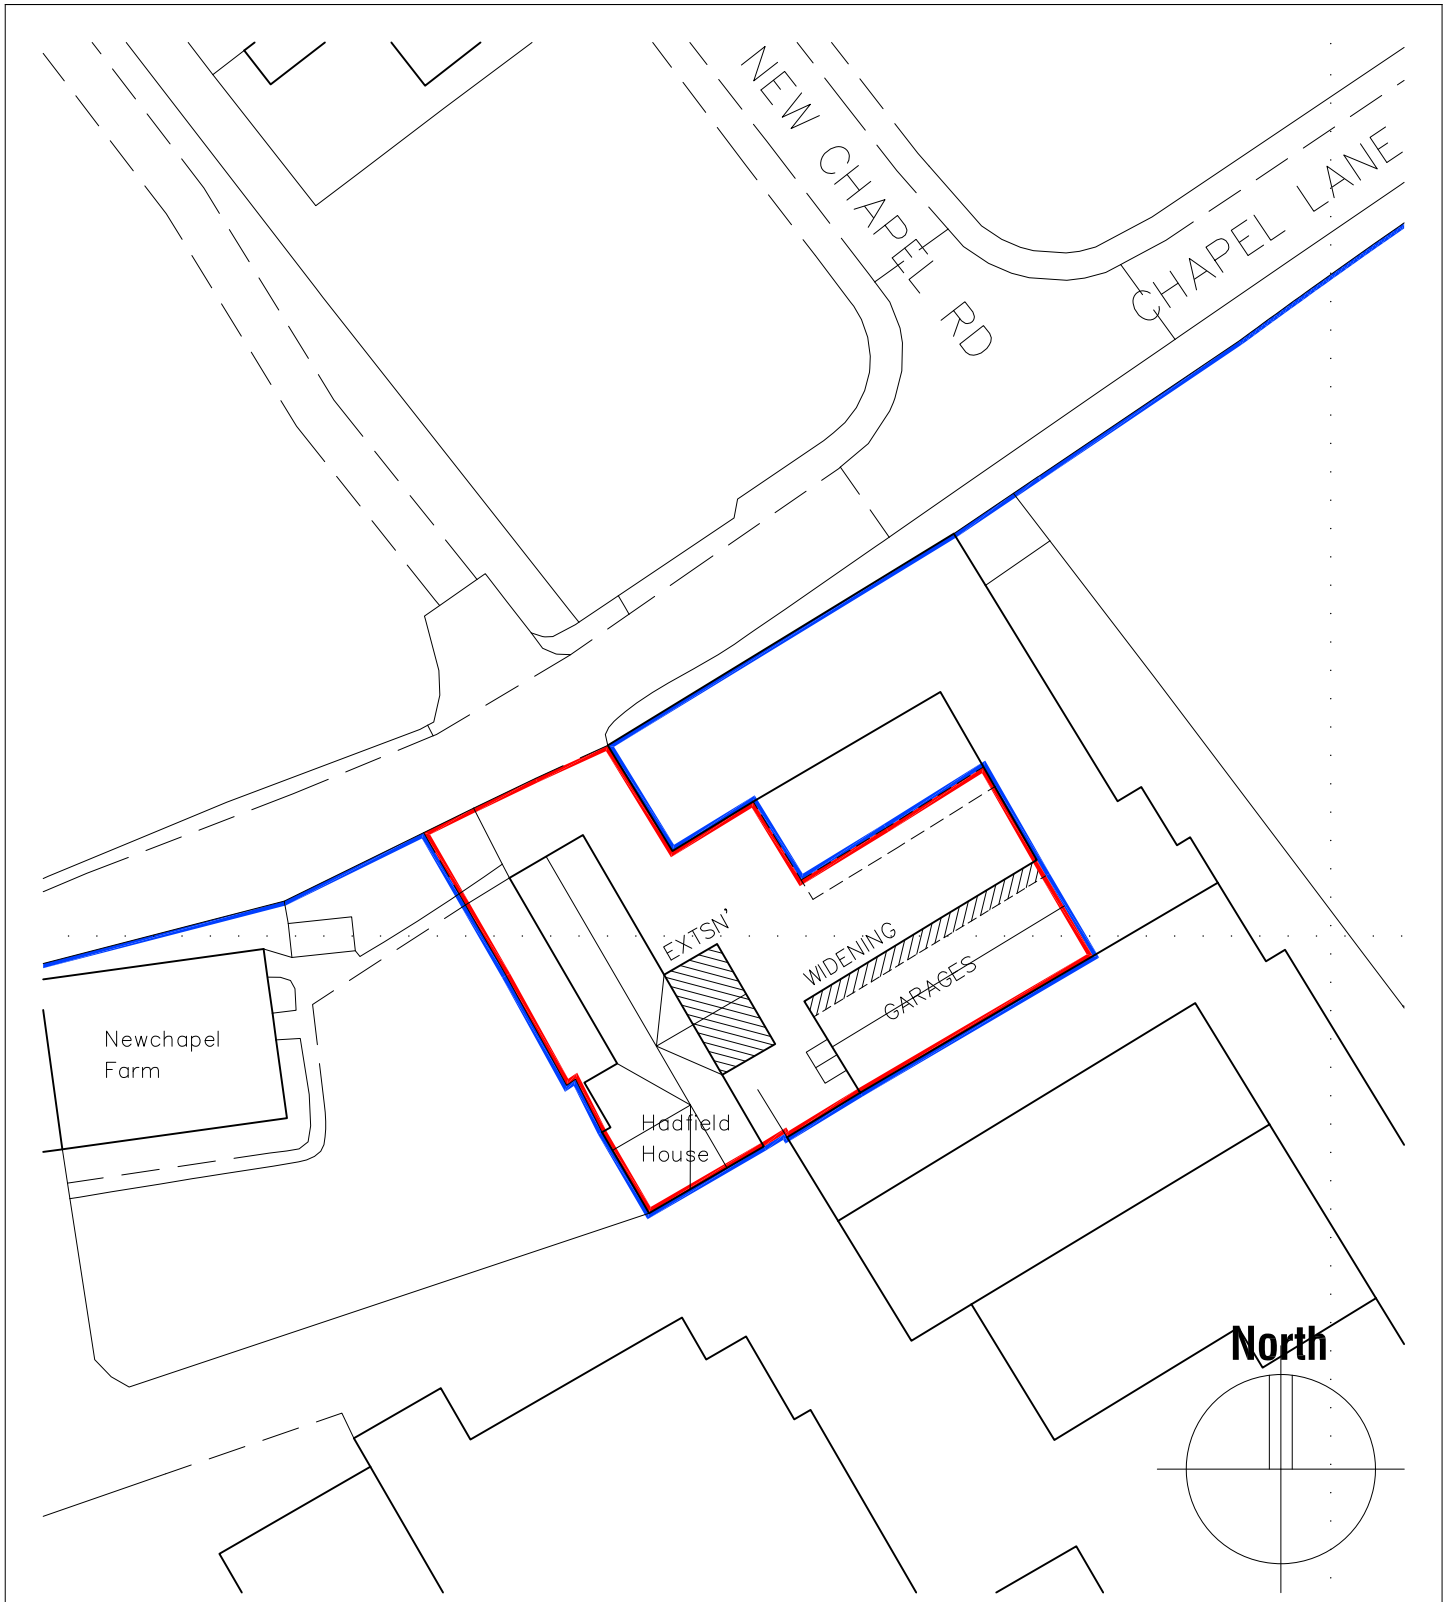 NEW CHAPEL RD
CHAPEL LANE
EXTSN'
WIDENING
GARAGES
Newchapel
Farm
Hadfield
House
North